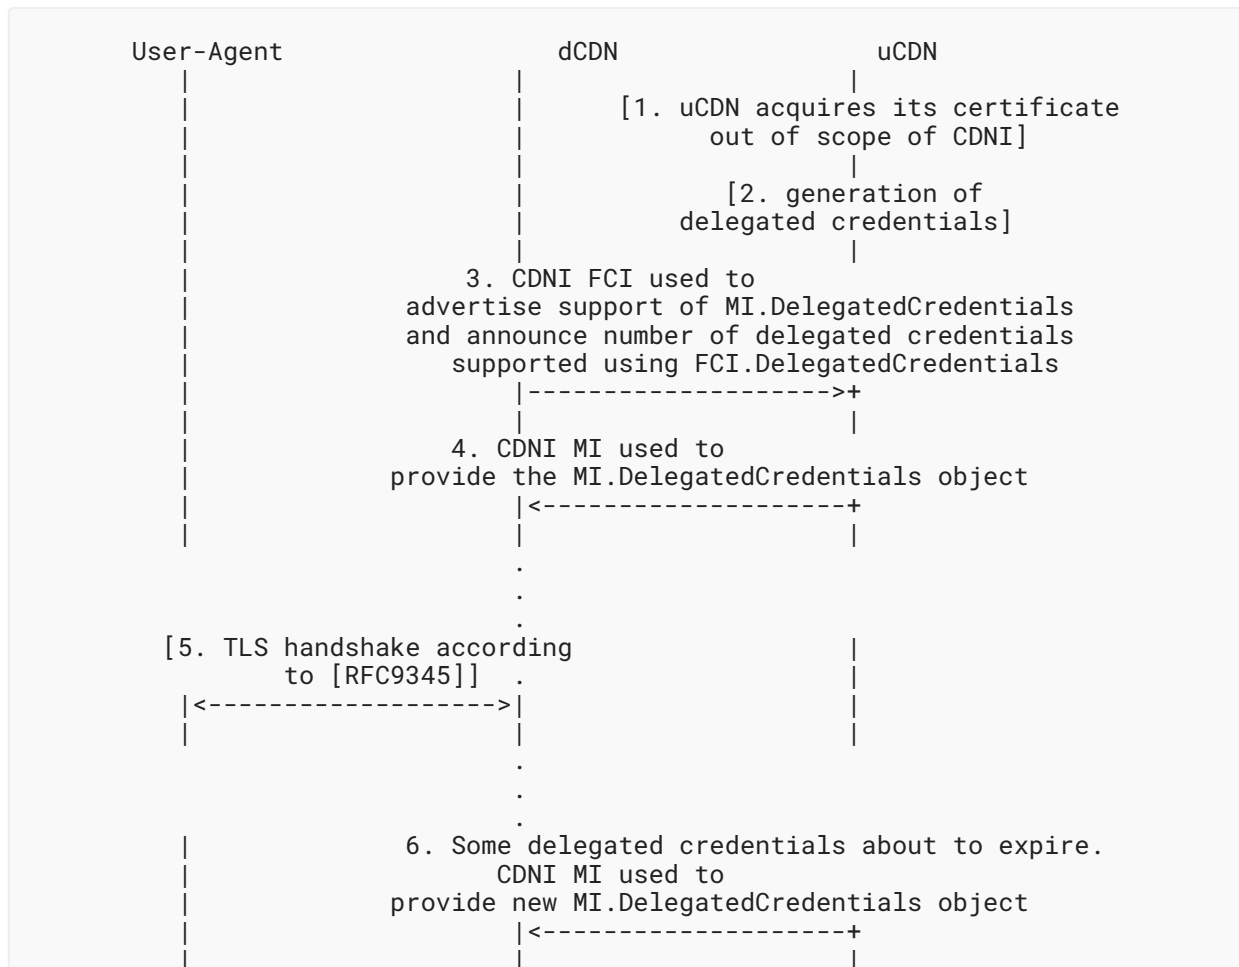 User-Agent                  dCDN                 uCDN
    |                     |                     |
    |                     |      [1. uCDN acquires its certificate
    |                     |            out of scope of CDNI]
    |                     |                     |
    |                     |             [2. generation of
    |                     |          delegated credentials]
    |                     |                     |
    |                  3. CDNI FCI used to
    |              advertise support of MI.DelegatedCredentials
    |              and announce number of delegated credentials
    |                 supported using FCI.DelegatedCredentials
    |                     |-------------------->+
    |                     |                     |
    |                 4. CDNI MI used to
    |             provide the MI.DelegatedCredentials object
    |                     |<--------------------+
    |                     |                     |
                          .
                          .
                          .
  [5. TLS handshake according                   |
          to [RFC9345]]  .                     |
    |<------------------->|                     |
    |                     |                     |
                          .
                          .
                          .
    |              6. Some delegated credentials about to expire.
    |                    CDNI MI used to
    |             provide new MI.DelegatedCredentials object
    |                     |<--------------------+
    |                     |                     |